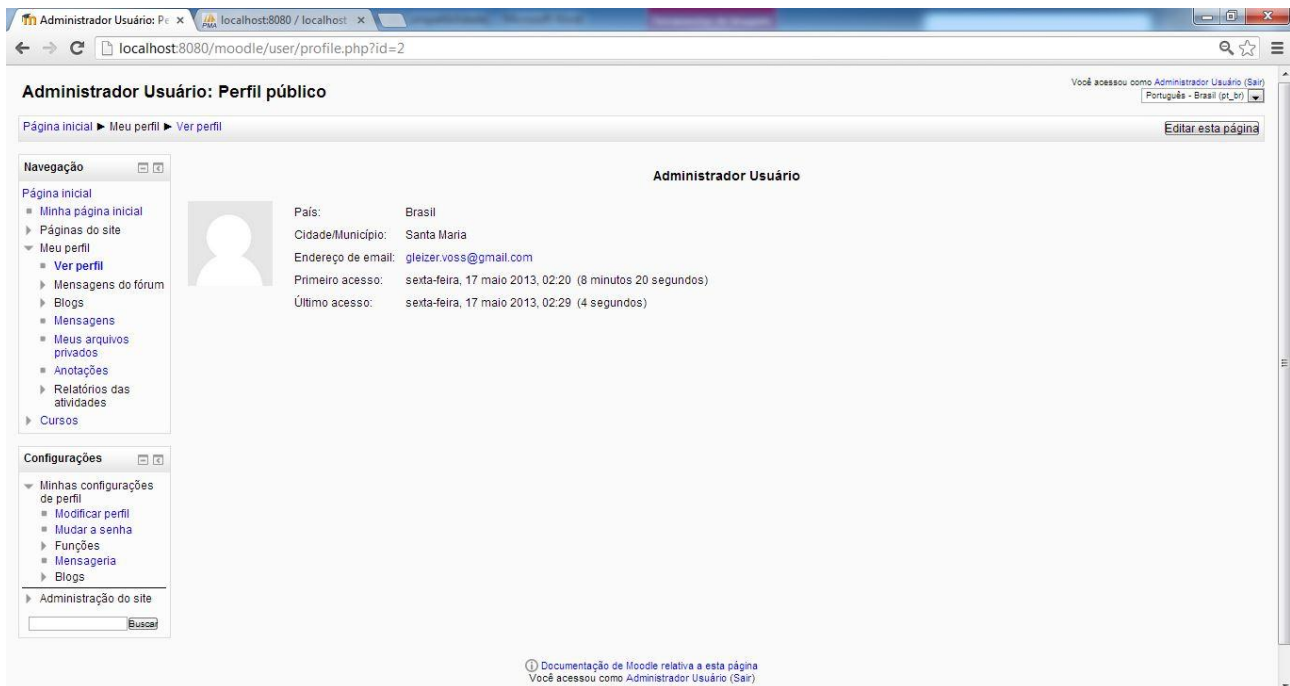 Administrador Usuário: Pe
localhost:8080 / localhost
localhost:8080/moodle/user/profile.php?id=2
Administrador Usuário: Perfil público
Você acessou como Administrador Usuário (Sair)
Português - Brasil (pt_br)
Página inicial ► Meu perfil ► Ver perfil
Editar esta página
Navegação
Página inicial
Minha página inicial
Páginas do site
Meu perfil
Ver perfil
Mensagens do fórum
Blogs
Mensagens
Meus arquivos
privados
Anotações
Relatórios das
atividades
Cursos
Configurações
Minhas configurações
de perfil
Modificar perfil
Mudar a senha
Funções
Mensageria
Blogs
Administração do site
Buscar
Administrador Usuário
País: Brasil
Cidade/Município: Santa Maria
Endereço de email: gleizer.voss@gmail.com
Primeiro acesso: sexta-feira, 17 maio 2013, 02:20 (8 minutos 20 segundos)
Último acesso: sexta-feira, 17 maio 2013, 02:29 (4 segundos)
Documentação de Moodle relativa a esta página
Você acessou como Administrador Usuário (Sair)